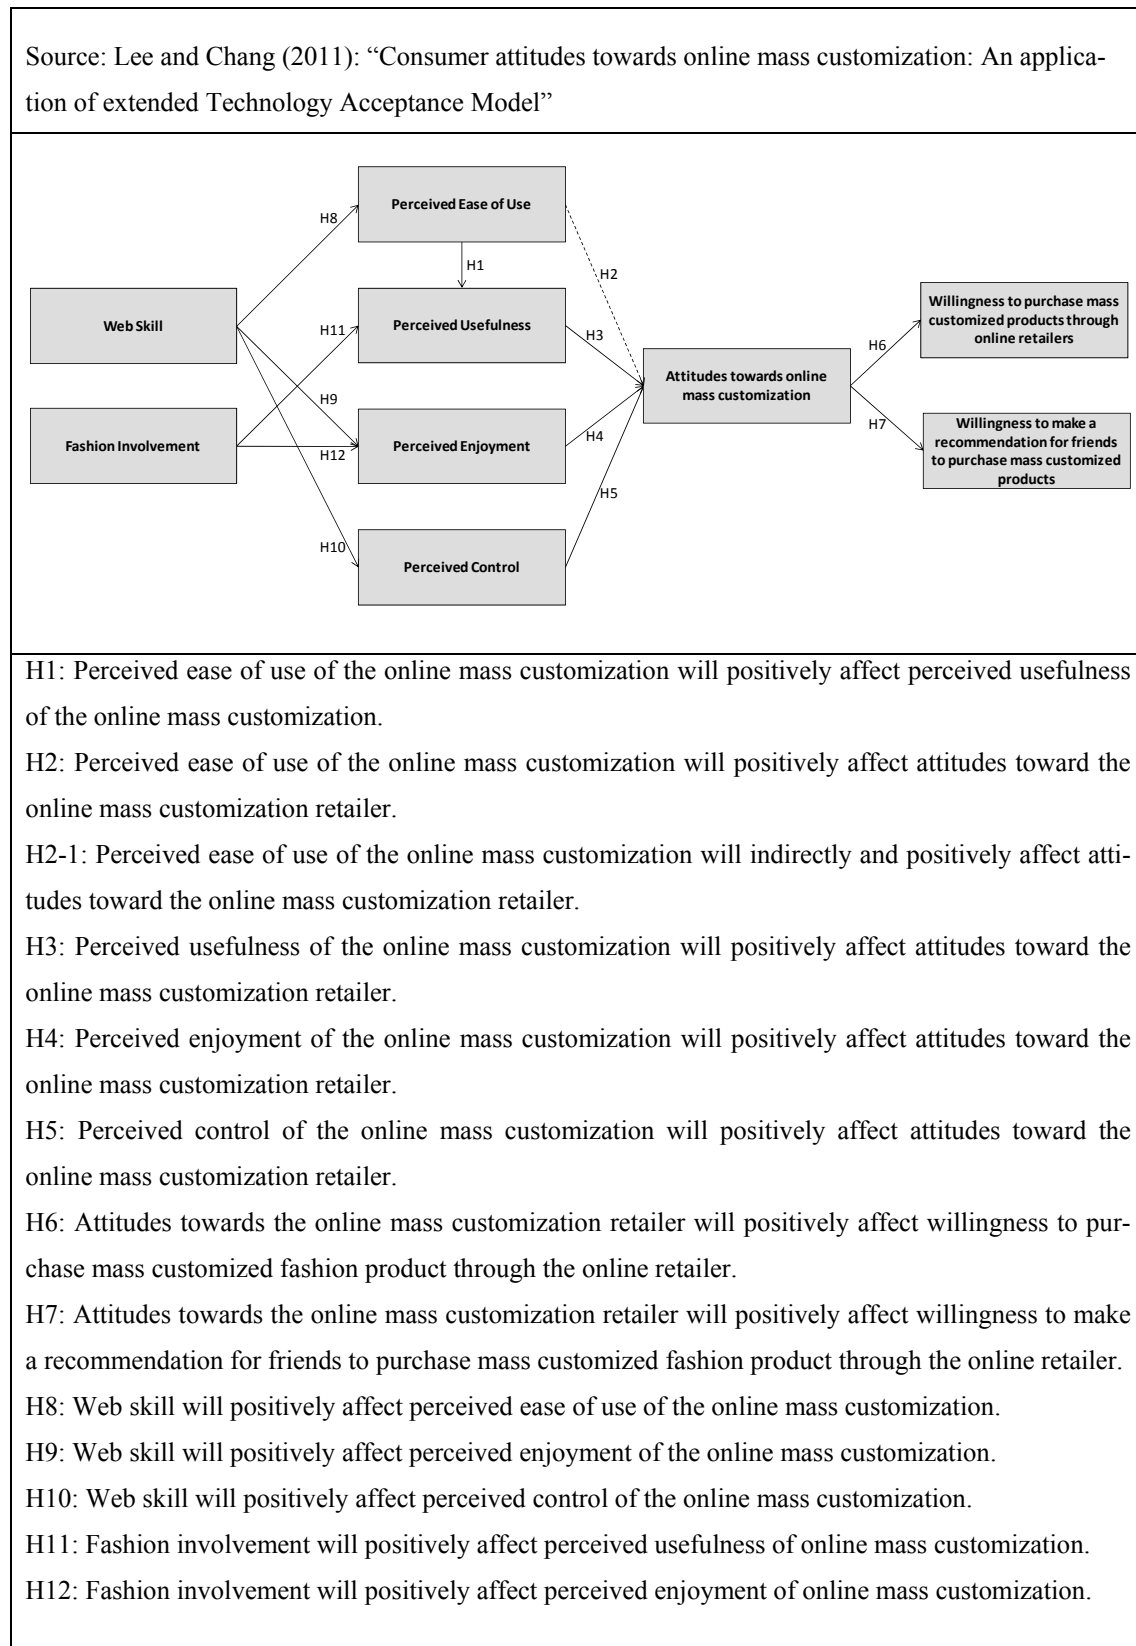 Source: Lee and Chang (2011): “Consumer attitudes towards online mass customization: An applica-
tion of extended Technology Acceptance Model”
Perceived Ease of Use
H8
H1
H2
Web Skill
H11
Perceived Usefulness
H3
Willingness to purchase mass
customized products through
online retailers
H6
Attitudes towards online
mass customization
H9
Fashion Involvement
H12
Perceived Enjoyment
H4
H7
Willingness to make a
recommendation for friends
to purchase mass customized
products
H5
H10
Perceived Control
H1: Perceived ease of use of the online mass customization will positively affect perceived usefulness
of the online mass customization.
H2: Perceived ease of use of the online mass customization will positively affect attitudes toward the
online mass customization retailer.
H2-1: Perceived ease of use of the online mass customization will indirectly and positively affect atti-
tudes toward the online mass customization retailer.
H3: Perceived usefulness of the online mass customization will positively affect attitudes toward the
online mass customization retailer.
H4: Perceived enjoyment of the online mass customization will positively affect attitudes toward the
online mass customization retailer.
H5: Perceived control of the online mass customization will positively affect attitudes toward the
online mass customization retailer.
H6: Attitudes towards the online mass customization retailer will positively affect willingness to pur-
chase mass customized fashion product through the online retailer.
H7: Attitudes towards the online mass customization retailer will positively affect willingness to make
a recommendation for friends to purchase mass customized fashion product through the online retailer.
H8: Web skill will positively affect perceived ease of use of the online mass customization.
H9: Web skill will positively affect perceived enjoyment of the online mass customization.
H10: Web skill will positively affect perceived control of the online mass customization.
H11: Fashion involvement will positively affect perceived usefulness of online mass customization.
H12: Fashion involvement will positively affect perceived enjoyment of online mass customization.